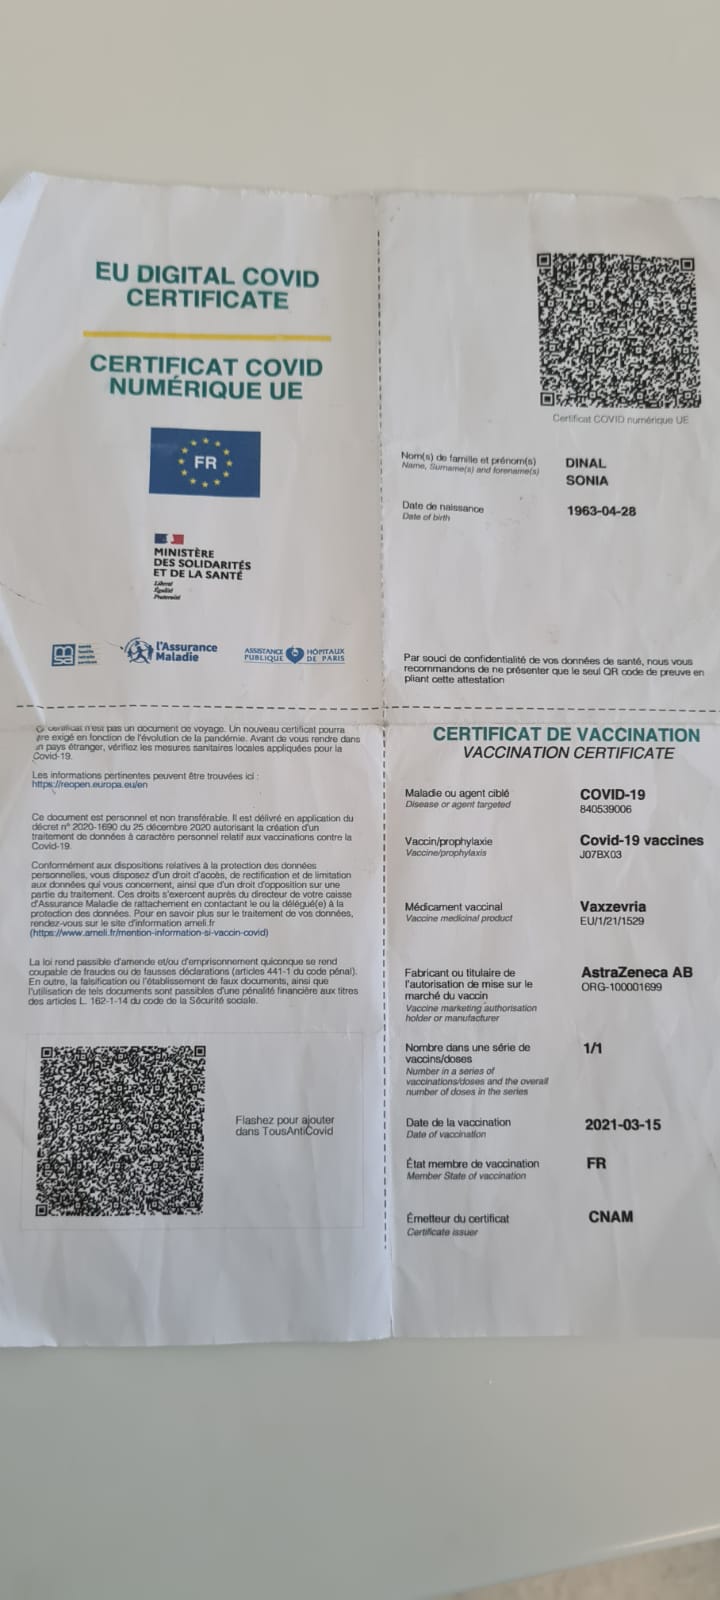 EU DIGITAL COVID
CERTIFICATE
CERTIFICAT COVID
NUMÉRIQUE UE
FR
MINISTÈRE
DES SOLIDARITÉS
ET DE LA SANTÉ
Liberté
Égalité
Fraternité
l'Assurance
Maladie
ASSISTANCE PUBLIQUE
HÔPITAUX DE PARIS
Certificat COVID numérique UE
Nom(s) de famille et prénom(s)
Name, Surname(s) and forename(s)
DINAL
SONIA
Date de naissance
Date of birth
1963-04-28
Par souci de confidentialité de vos données de santé, nous vous
recommandons de ne présenter que le seul QR code de preuve en
pliant cette attestation
certificat n'est pas un document de voyage. Un nouveau certificat pourra
être exigé en fonction de l'évolution de la pandémie. Avant de vous rendre dans
un pays étranger, vérifiez les mesures sanitaires locales appliquées pour la
Covid-19.
Les informations pertinentes peuvent être trouvées ici :
https://reopen.europa.eu/en
Ce document est personnel et non transférable. Il est délivré en application du
décret n° 2020-1690 du 25 décembre 2020 autorisant la création d'un
traitement de données à caractère personnel relatif aux vaccinations contre la
Covid-19.
Conformément aux dispositions relatives à la protection des données
personnelles, vous disposez d'un droit d'accès, de rectification et de limitation
aux données qui vous concernent, ainsi que d'un droit d'opposition sur une
partie du traitement. Ces droits s'exercent auprès du directeur de votre caisse
d'Assurance Maladie de rattachement en contactant le ou la délégué(e) à la
protection des données. Pour en savoir plus sur le traitement de vos données,
rendez-vous sur le site d'information ameli.fr
(https://www.ameli.fr/mention-information-si-vaccin-covid)
La loi rend passible d'amende et/ou d'emprisonnement quiconque se rend
coupable de fraudes ou de fausses déclarations (articles 441-1 du code pénal).
En outre, la falsification ou l'établissement de faux documents, ainsi que
l'utilisation de tels documents sont passibles d'une pénalité financière aux titres
des articles L. 162-1-14 du code de la Sécurité sociale.
Flashez pour ajouter
dans TousAntiCovid
CERTIFICAT DE VACCINATION
VACCINATION CERTIFICATE
Maladie ou agent ciblé
Disease or agent targeted
COVID-19
840539006
Vaccin/prophylaxie
Vaccine/prophylaxis
Covid-19 vaccines
J07BX03
Médicament vaccinal
Vaccine medicinal product
Vaxzevria
EU/1/21/1529
Fabricant ou titulaire de
l'autorisation de mise sur le
marché du vaccin
Vaccine marketing authorisation
holder or manufacturer
AstraZeneca AB
ORG-100001699
Nombre dans une série de
vaccins/doses
Number in a series of
vaccinations/doses and the overall
number of doses in the series
1/1
Date de la vaccination
Date of vaccination
2021-03-15
État membre de vaccination
Member State of vaccination
FR
Émetteur du certificat
Certificate issuer
CNAM